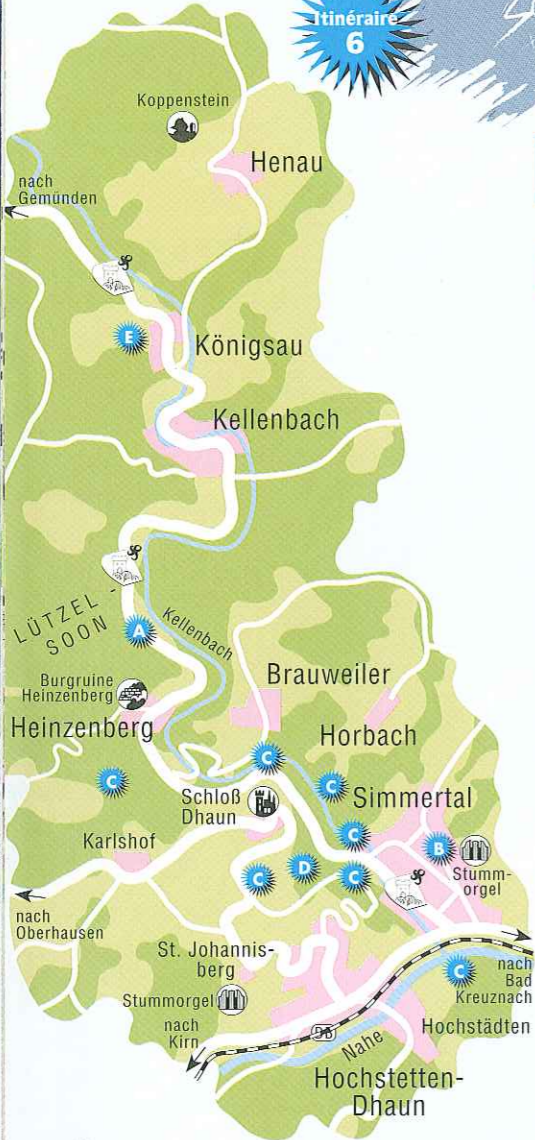 Itinéraire
6
Koppenstein
Henau
nach
Gemünden
E
Königsau
Kellenbach
LÜTZEL-
SOON
A
Kellenbach
Burgruine
Heinzenberg
Heinzenberg
Brauweiler
Horbach
C
C
C
Schloß
Dhaun
Simmertal
C
B
Karlshof
C
D
C
Stumm-
orgel
nach
Oberhausen
St. Johannis-
berg
C
nach
Bad
Kreuznach
Stummorgel
nach
Kirn
DB
Nahe
Hochstädten
Hochstetten-
Dhaun